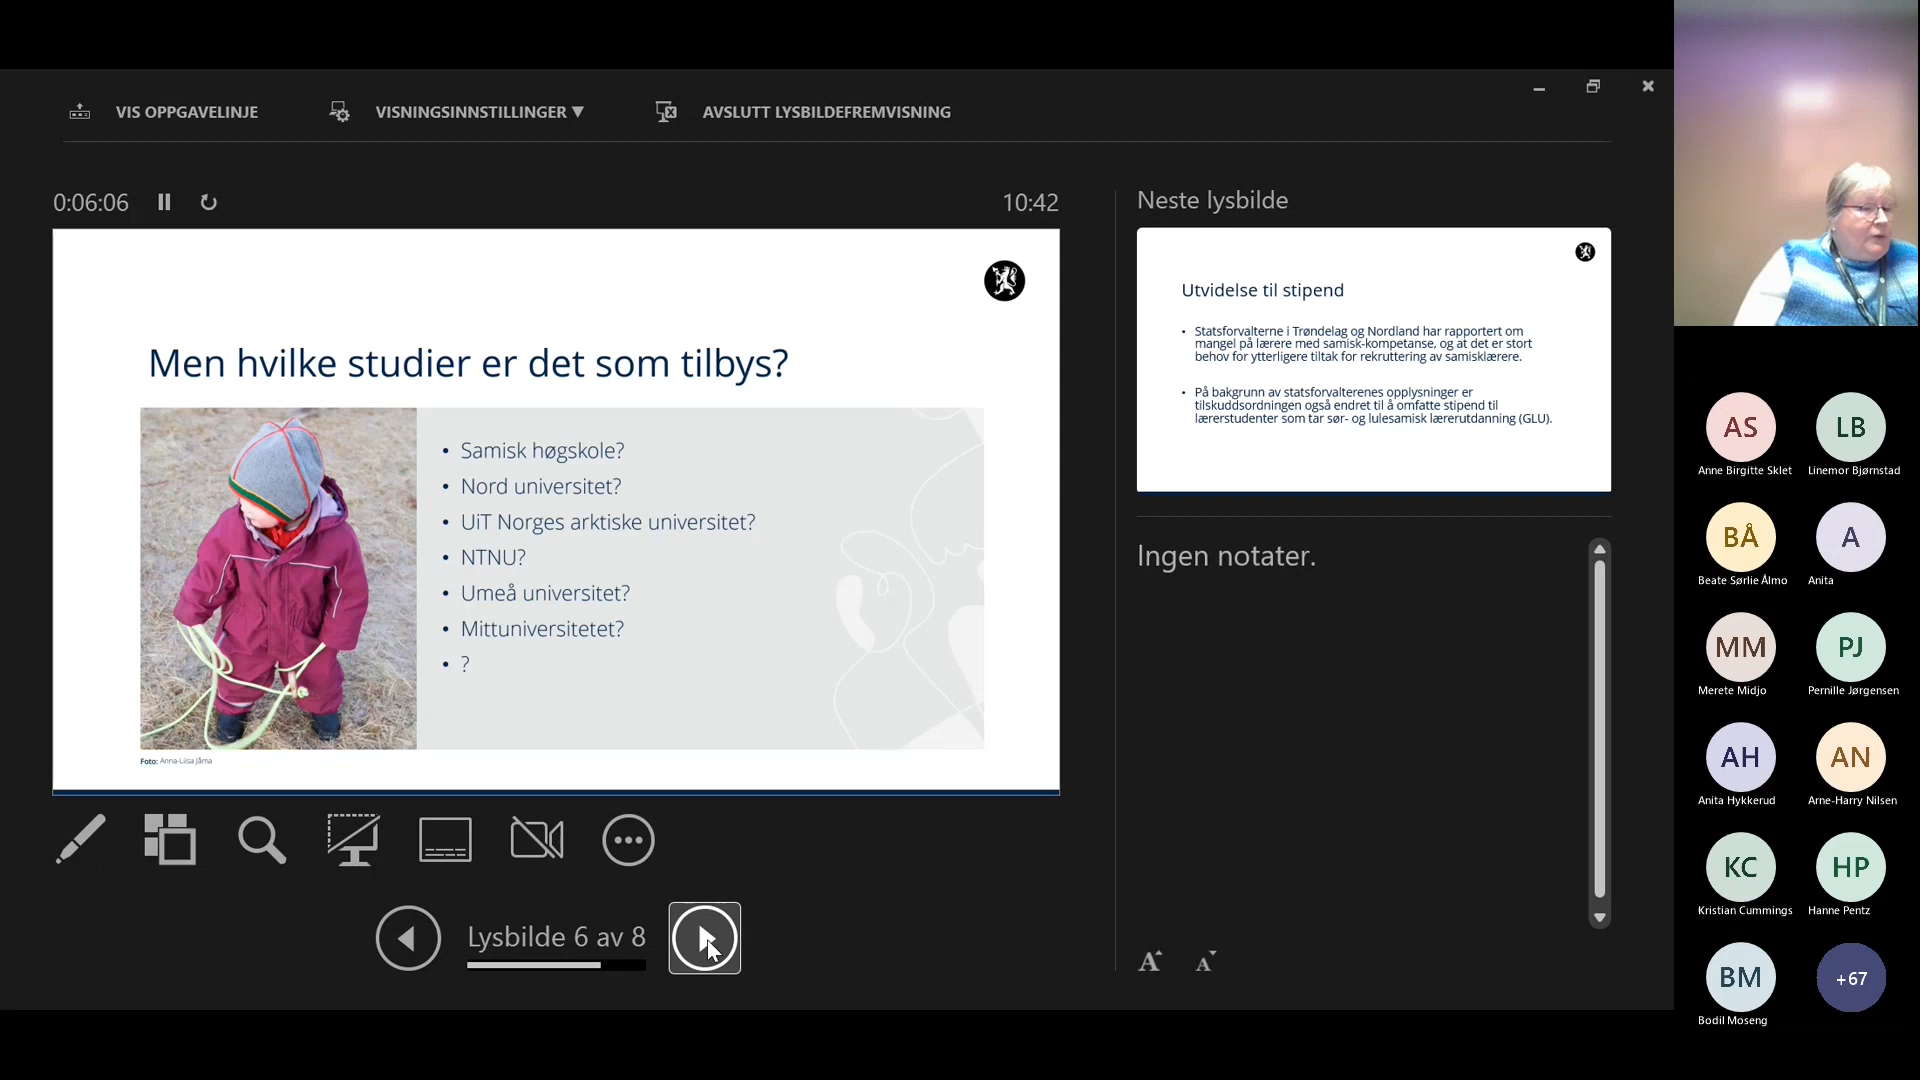 VIS OPPGAVELINJE
VISNINGSINNSTILLINGER ▼
AVSLUTT LYSBILDEFREMVISNING
0:06:06
10:42
Men hvilke studier er det som tilbys?
• Samisk høgskole?
• Nord universitet?
• UiT Norges arktiske universitet?
• NTNU?
• Umeå universitet?
• Mittuniversitetet?
• ?
Foto: Anna-Liisa Jåma
Lysbilde 6 av 8
Neste lysbilde
Utvidelse til stipend
• Statsforvalterne i Trøndelag og Nordland har rapportert om
mangel på lærere med samisk-kompetanse, og at det er stort
behov for ytterligere tiltak for rekruttering av samisklærere.
• På bakgrunn av statsforvalterenes opplysninger er
tilskuddsordningen også endret til å omfatte stipend til
lærerstudenter som tar sør- og lulesamisk lærerutdanning (GLU).
Ingen notater.
A A
AS LB
Anne Birgitte Sklet Linemor Bjørnstad
BÅ A
Beate Sørlie Ålmo Anita
MM PJ
Merete Midjo Pernille Jørgensen
AH AN
Anita Hykkerud Arne-Harry Nilsen
KC HP
Kristian Cummings Hanne Pentz
BM +67
Bodil Moseng